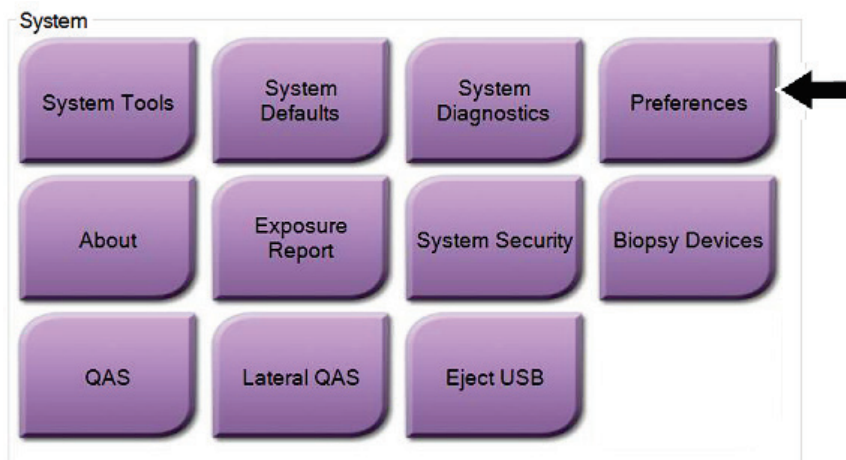 System
System Tools
System
Defaults
System
Diagnostics
Preferences
About
Exposure
Report
System Security
Biopsy Devices
QAS
Lateral QAS
Eject USB